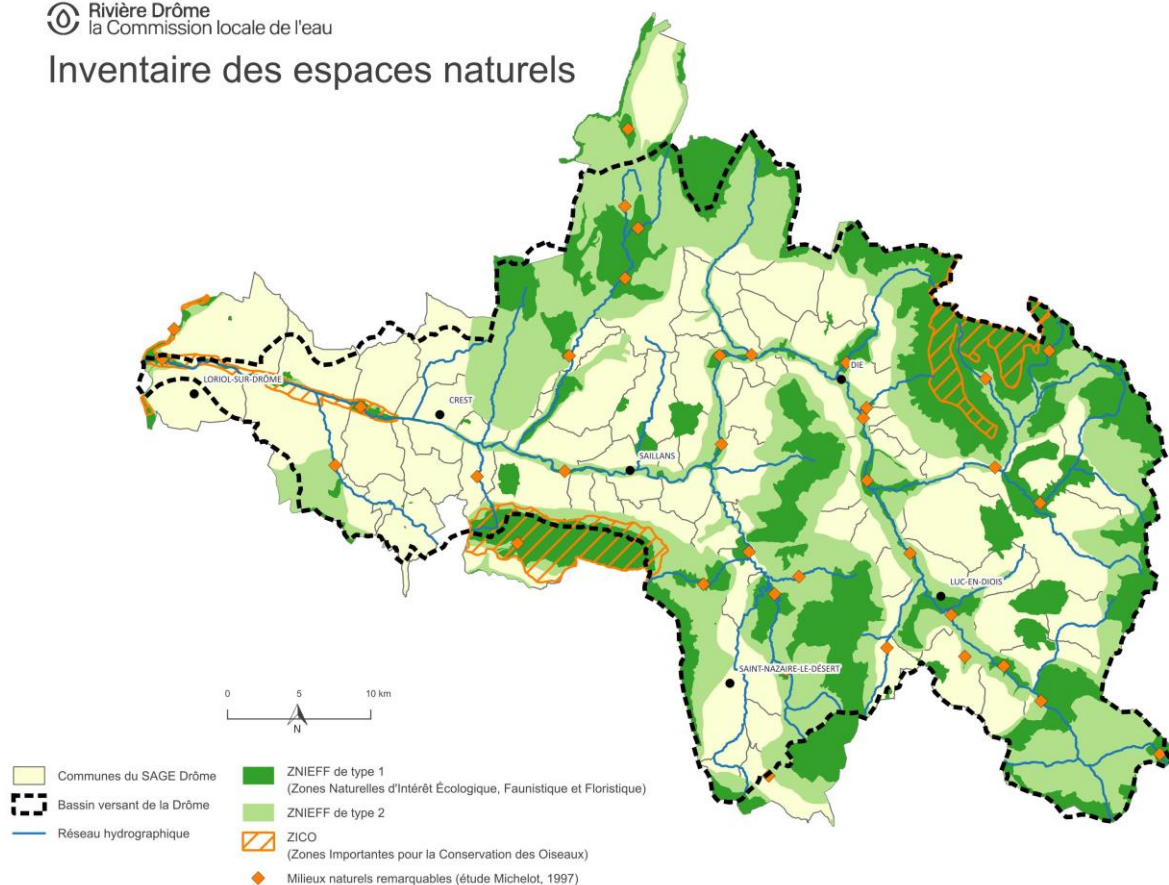 Rivière Drôme
la Commission locale de l'eau
Inventaire des espaces naturels
LORIOL-SUR-DRÔME
CREST
DIE
SAILLANS
LUC-EN-DIOIS
SAINT-NAZAIRE-LE-DÉSERT
0 5 10 km
N
Communes du SAGE Drôme
Bassin versant de la Drôme
Réseau hydrographique
ZNIEFF de type 1
(Zones Naturelles d'Intérêt Écologique, Faunistique et Floristique)
ZNIEFF de type 2
ZICO
(Zones Importantes pour la Conservation des Oiseaux)
Milieux naturels remarquables (étude Michelot, 1997)